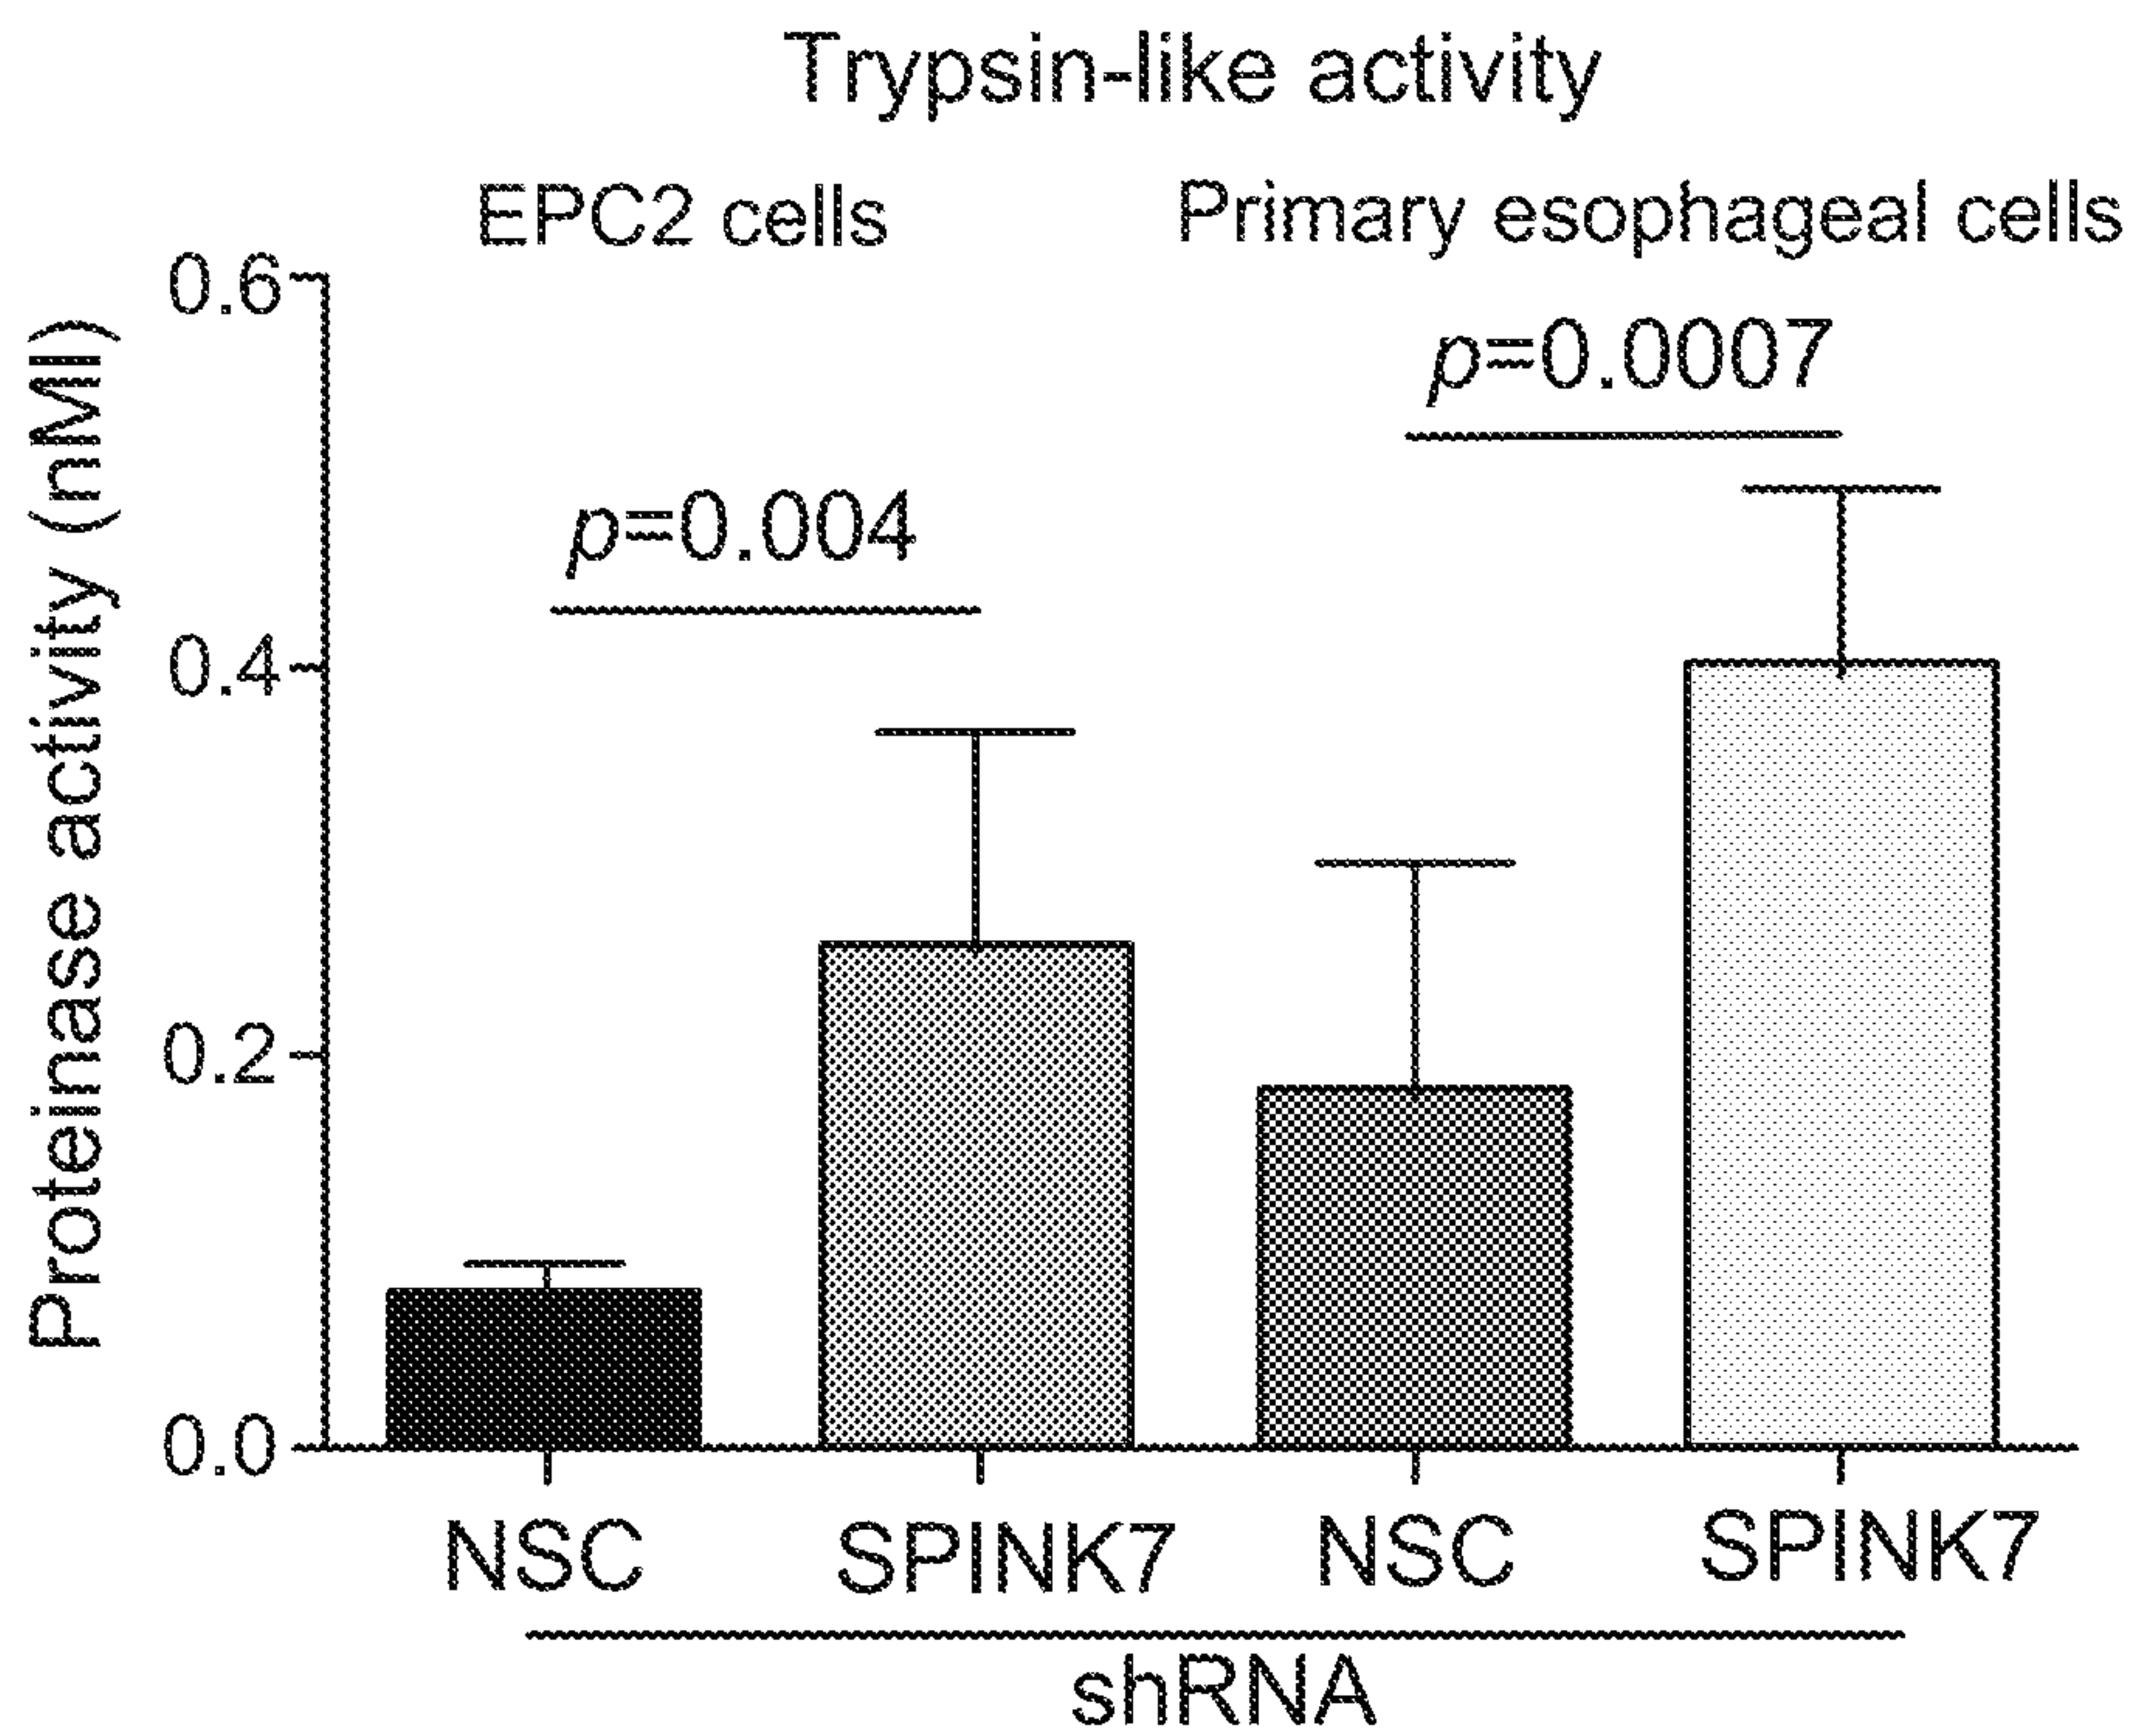 Trypsin-like activity
EPC2 cells
Primary esophageal cells
Proteinase activity (nMI)
0.6
0.4
0.2
0.0
p=0.004
p=0.0007
NSC
SPINK7
NSC
SPINK7
shRNA